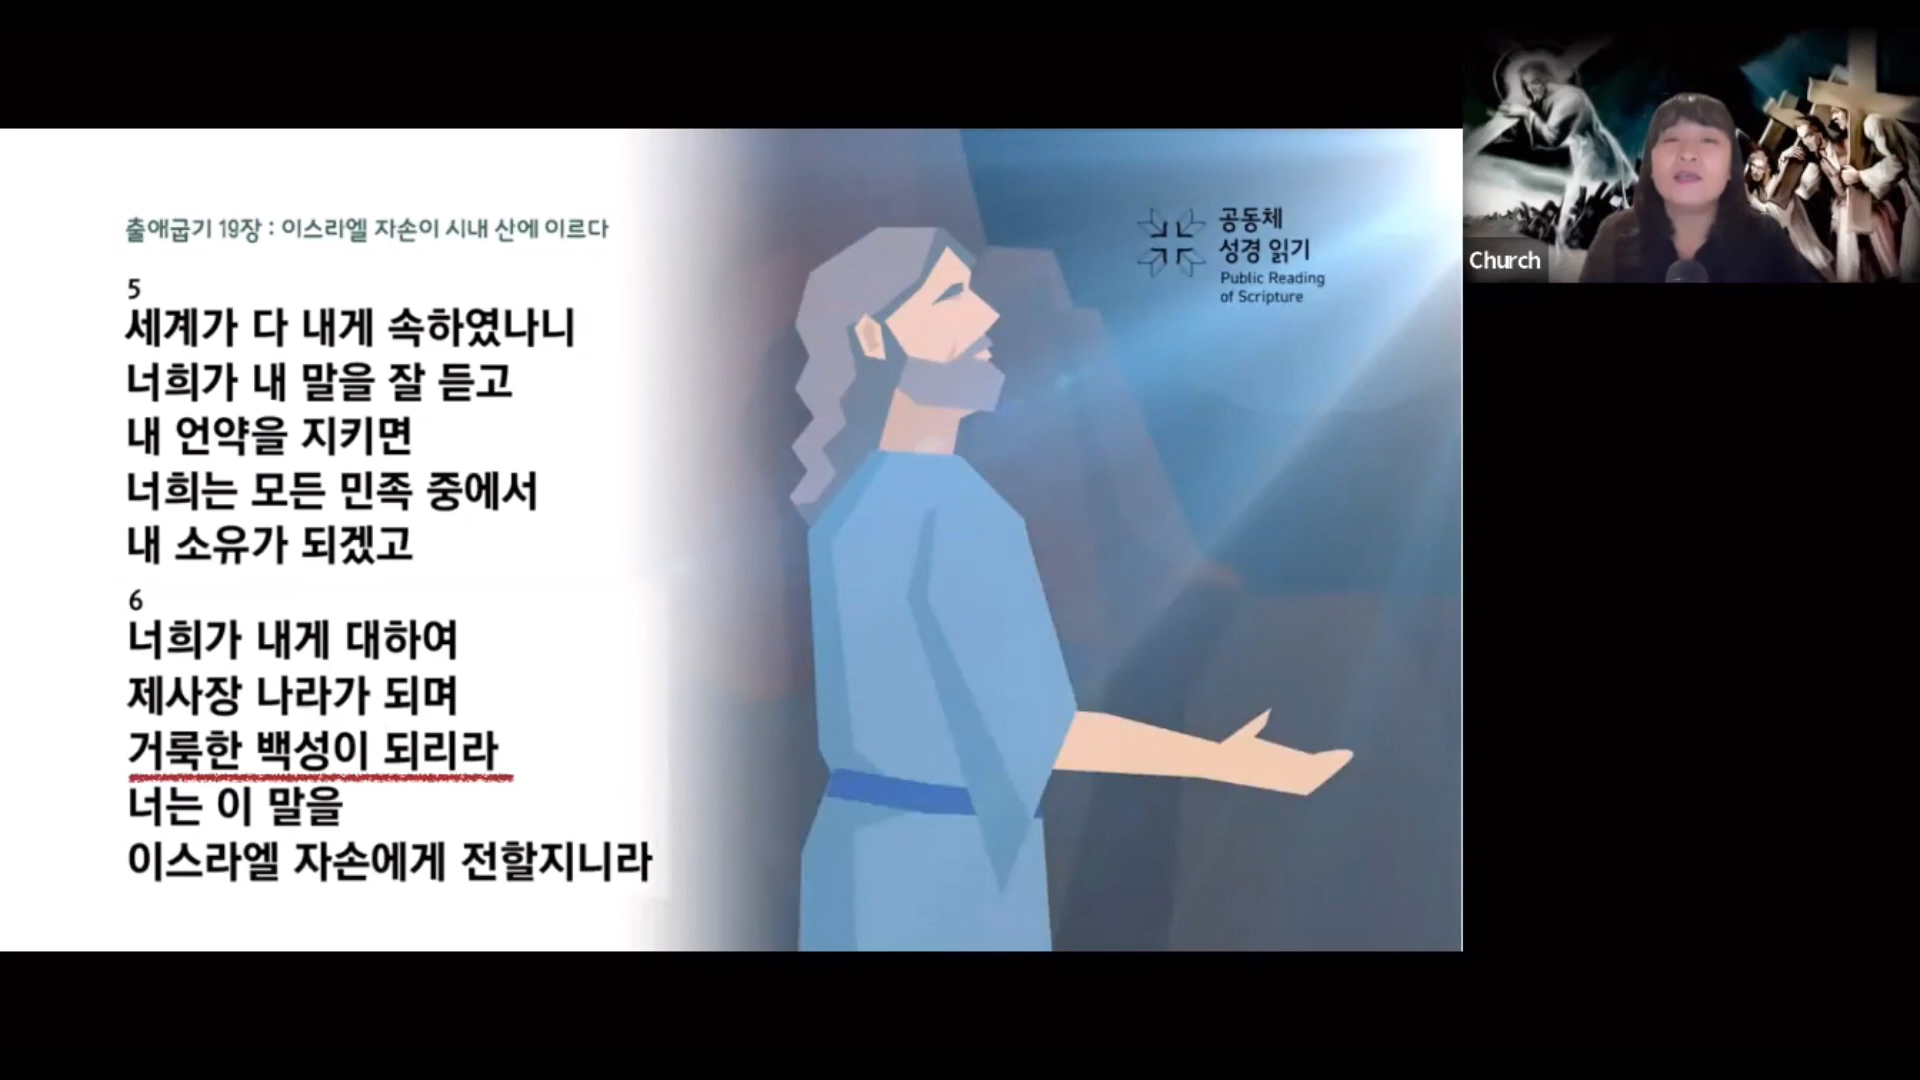 출애굽기 19장 : 이스라엘 자손이 시내 산에 이르다
5
세계가 다 내게 속하였나니
너희가 내 말을 잘 듣고
내 언약을 지키면
너희는 모든 민족 중에서
내 소유가 되겠고
6
너희가 내게 대하여
제사장 나라가 되며
거룩한 백성이 되리라
너는 이 말을
이스라엘 자손에게 전할지니라
공동체
성경 읽기
Public Reading
of Scripture
Church